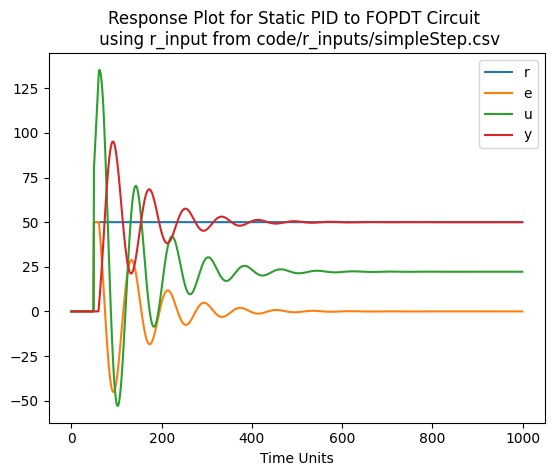 Response Plot for Static PID to FOPDT Circuit
using r_input from code/r_inputs/simpleStep.csv
r
e
u
y
125
100
75
50
25
0
−25
−50
0 200 400 600 800 1000
Time Units